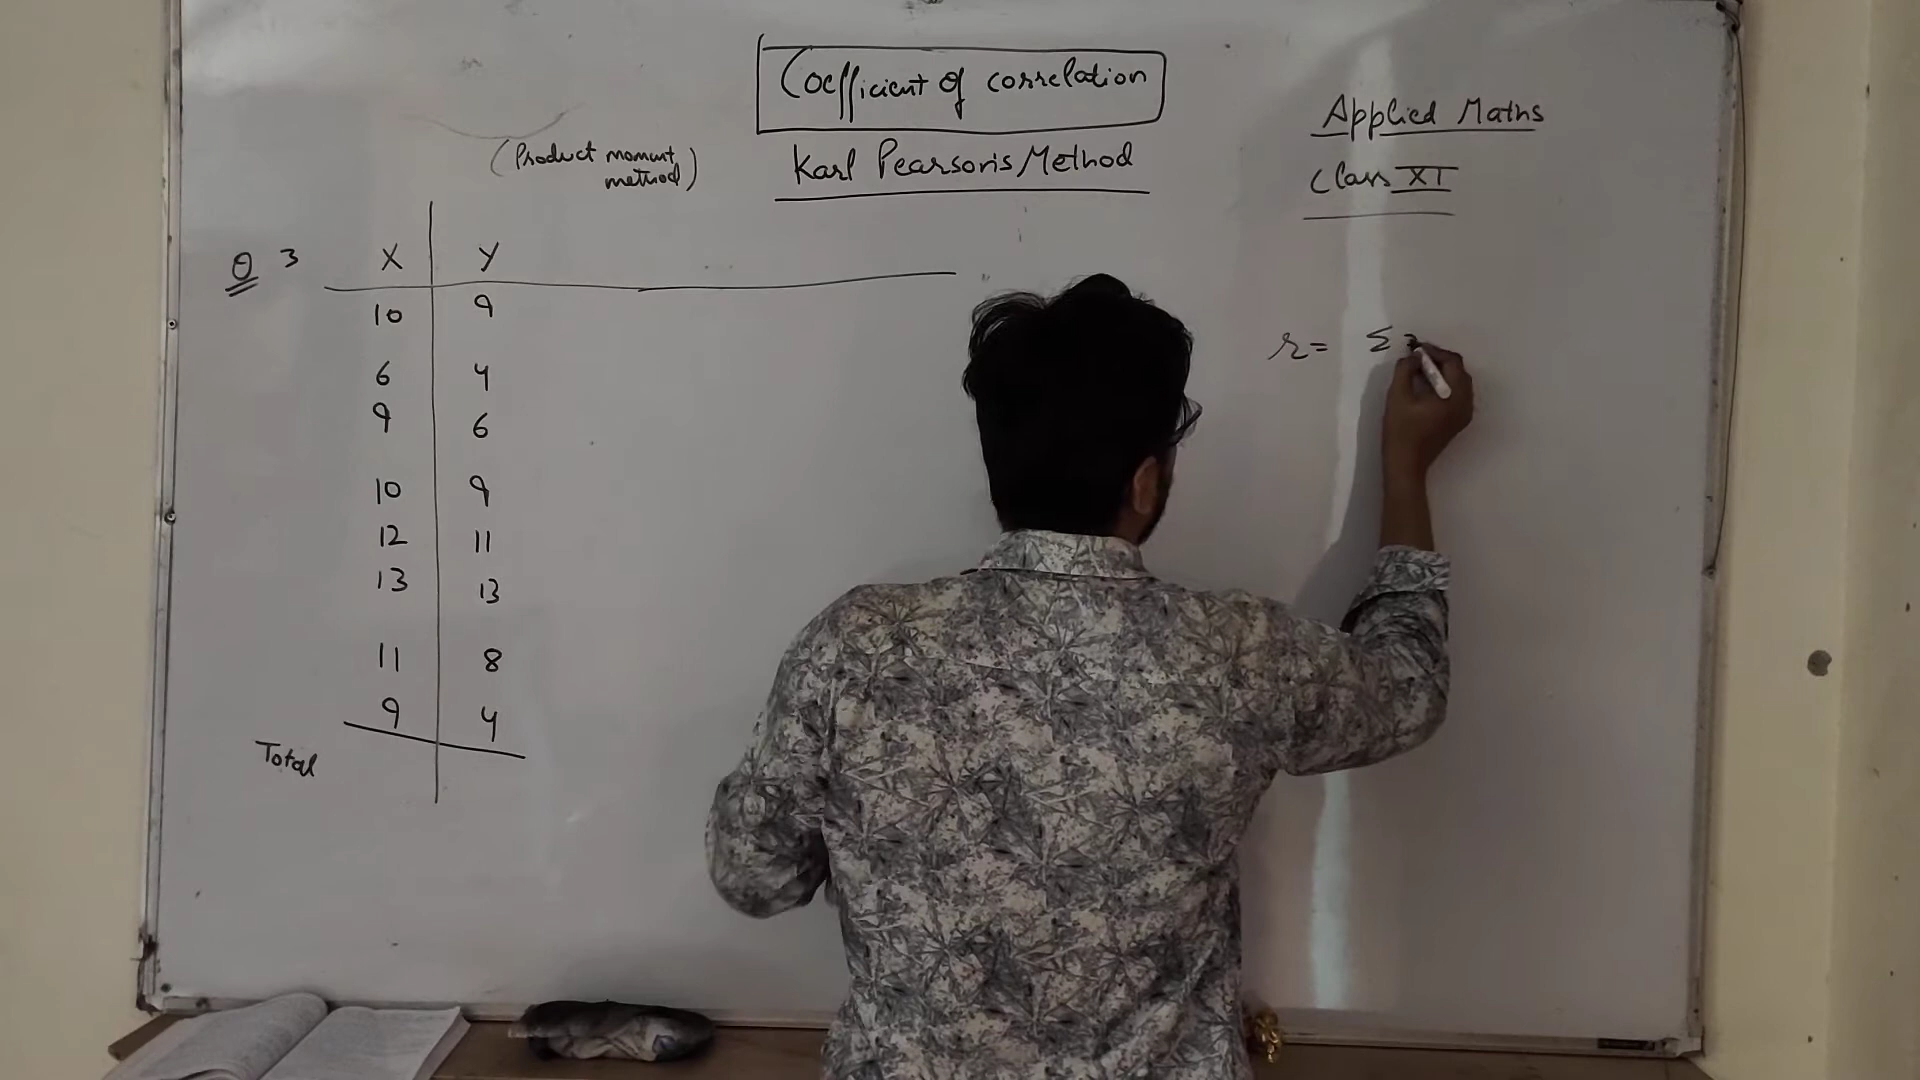 Coefficient of correlation
Applied Maths
(Product moment method)
Karl Pearson's Method
Class XI
Q 3
X Y
10 9
6 4
9 6
10 9
12 11
13 13
11 8
9 4
Total
r = Σ